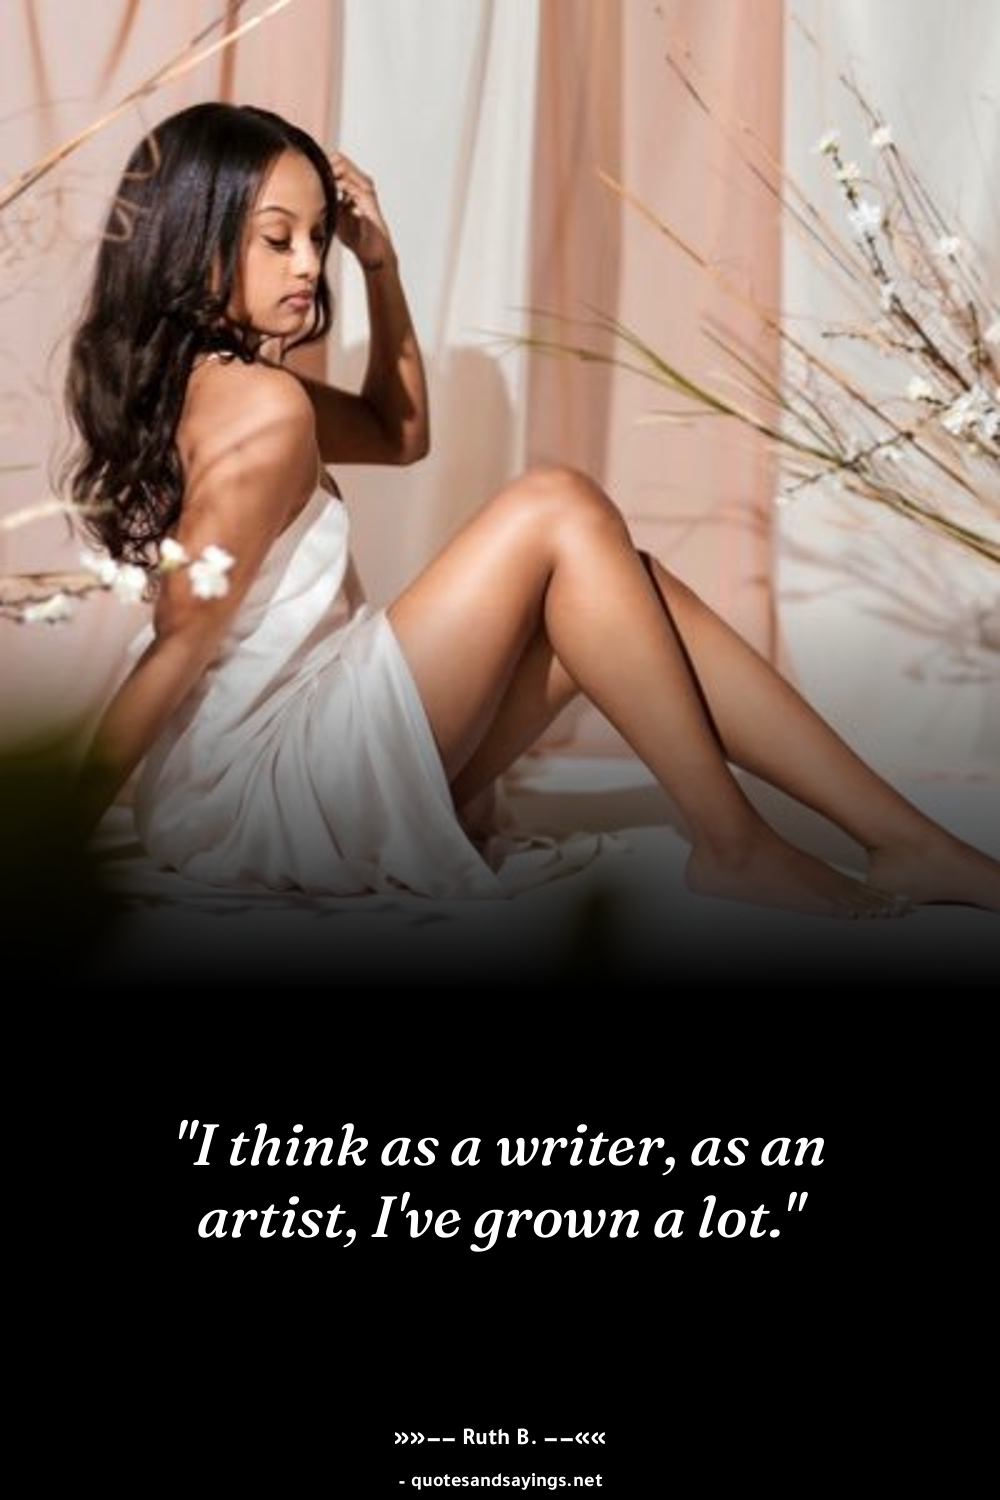 "I think as a writer, as an
artist, I've grown a lot."
»»–– Ruth B. ––««
- quotesandsayings.net